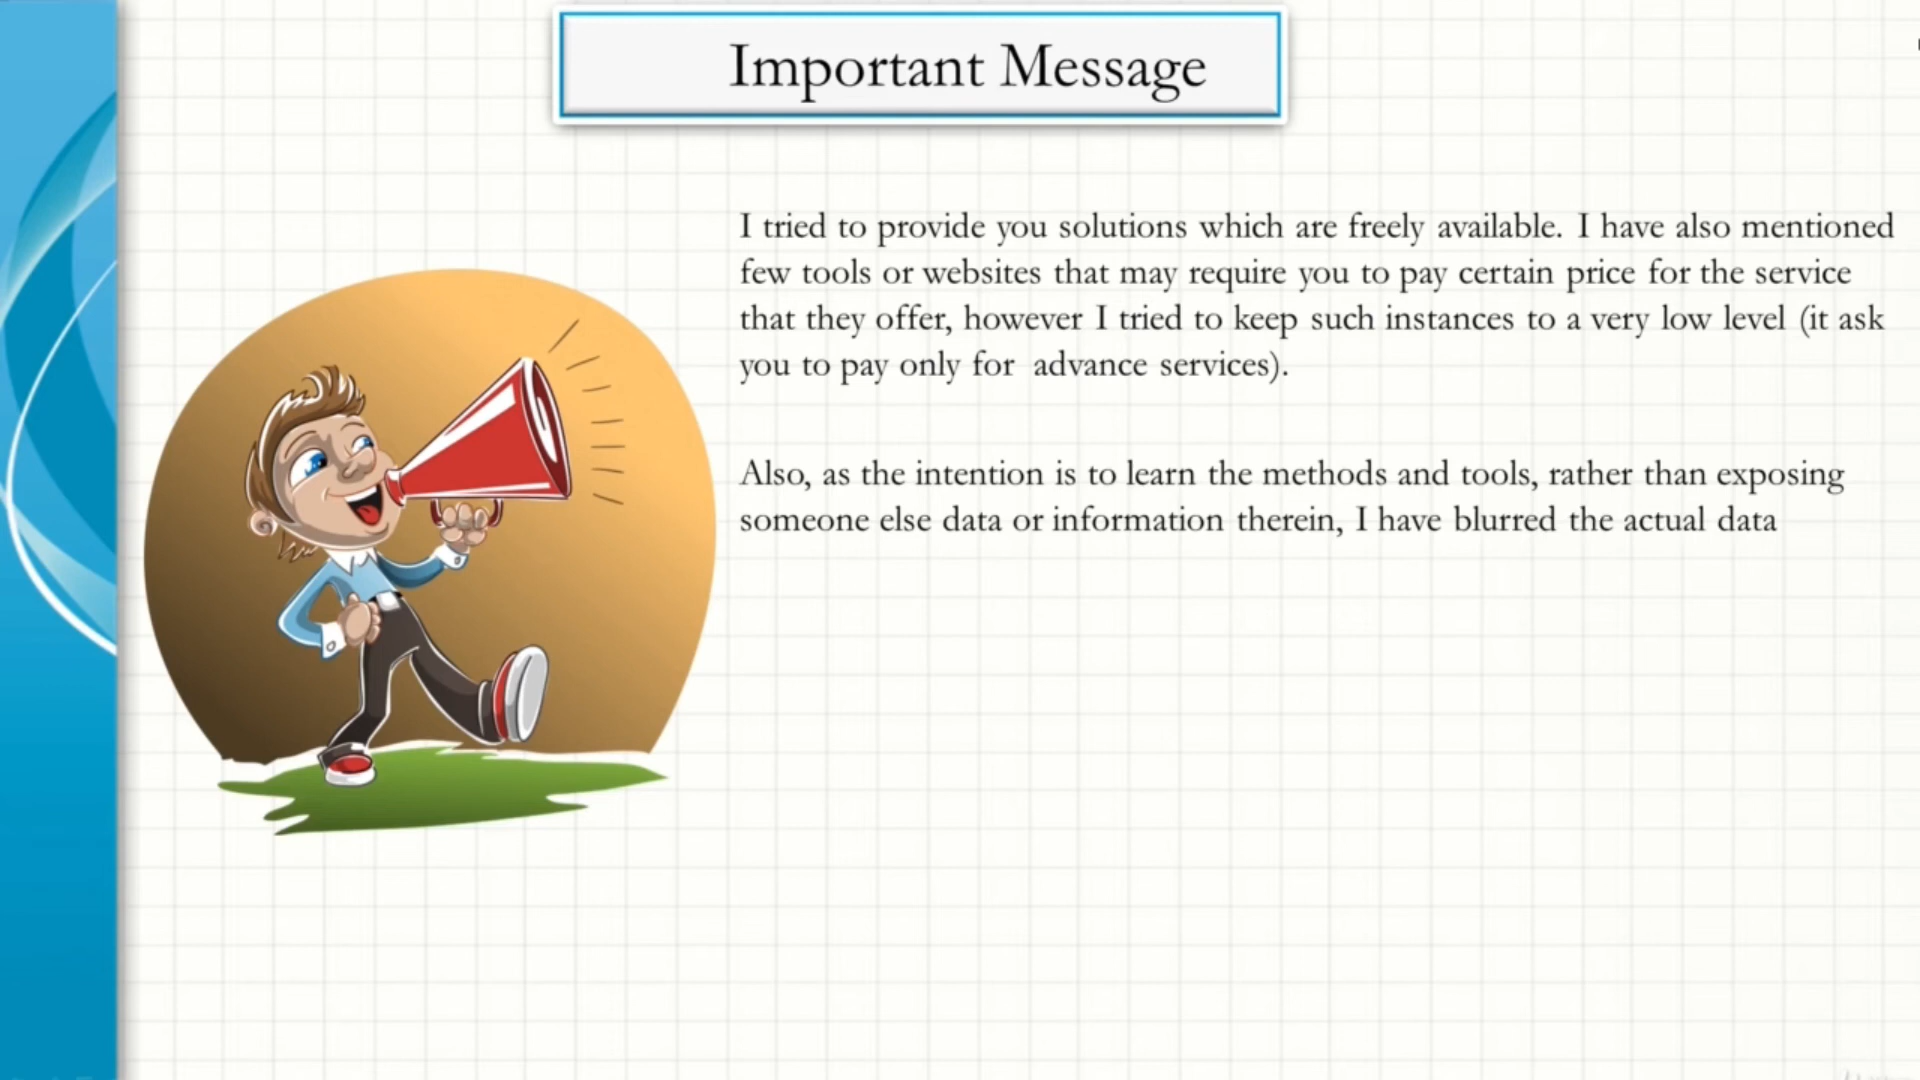 Important Message
I tried to provide you solutions which are freely available. I have also mentioned
few tools or websites that may require you to pay certain price for the service
that they offer, however I tried to keep such instances to a very low level (it ask
you to pay only for  advance services).
Also, as the intention is to learn the methods and tools, rather than exposing
someone else data or information therein, I have blurred the actual data